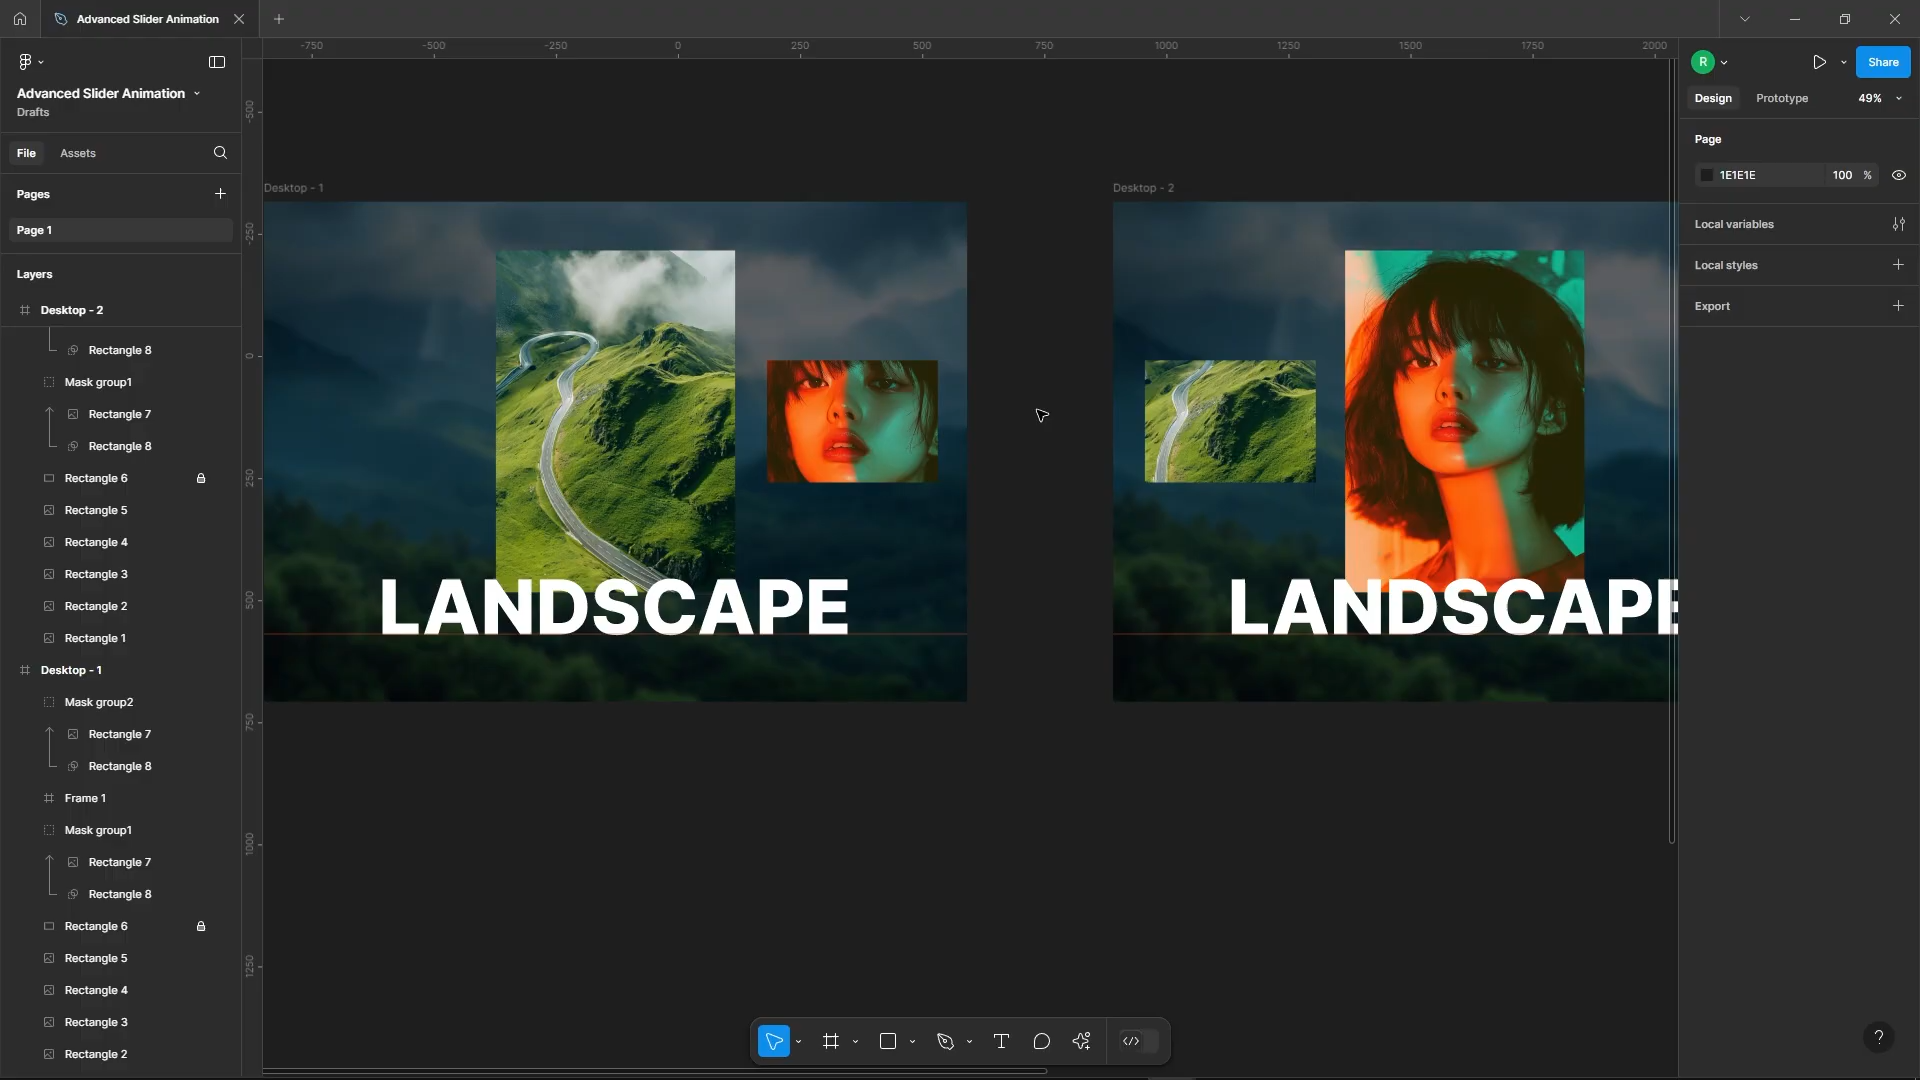 Advanced Slider Animation
Advanced Slider Animation
Drafts
File
Assets
Pages
Page 1
Layers
Desktop - 2
Rectangle 8
Mask group1
Rectangle 7
Rectangle 8
Rectangle 6
Rectangle 5
Rectangle 4
Rectangle 3
Rectangle 2
Rectangle 1
Desktop - 1
Mask group2
Rectangle 7
Rectangle 8
Frame 1
Mask group1
Rectangle 7
Rectangle 8
Rectangle 6
Rectangle 5
Rectangle 4
Rectangle 3
Rectangle 2
-750 -500 -250 0 250 500 750 1000 1250 1500 1750 2000
-500
-250
0
250
500
750
1000
1250
Desktop - 1
LANDSCAPE
Desktop - 2
LANDSCAPE
R
Share
Design
Prototype
49%
Page
1E1E1E
100
%
Local variables
Local styles
Export
?